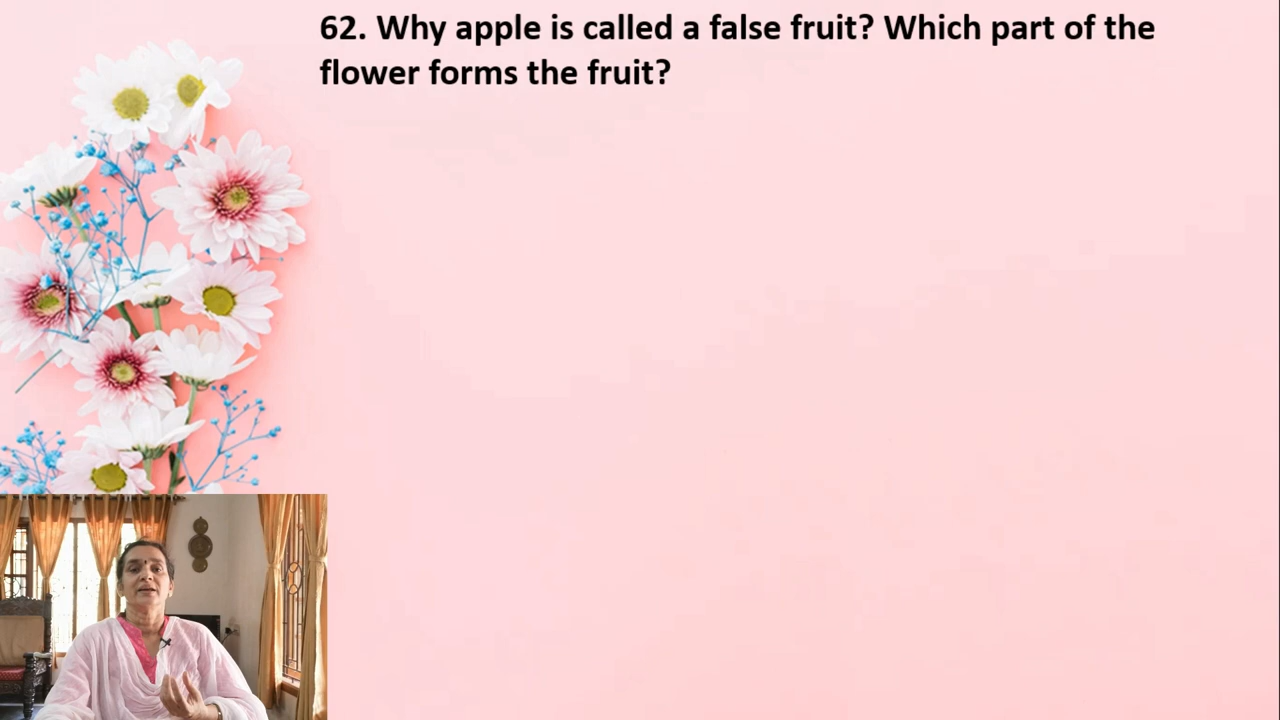 62. Why apple is called a false fruit? Which part of the
flower forms the fruit?